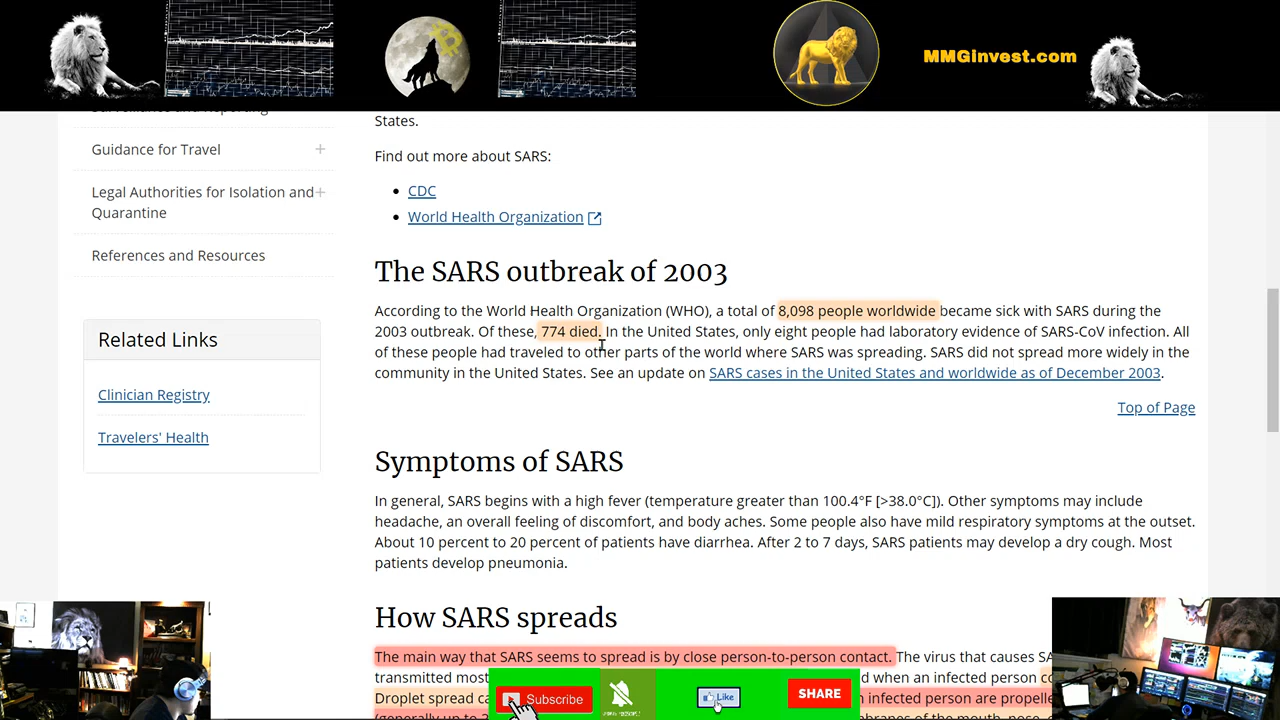 MMGinvest.com
States.
Guidance for Travel
Find out more about SARS:
Legal Authorities for Isolation and
Quarantine
CDC
World Health Organization
References and Resources
The SARS outbreak of 2003
According to the World Health Organization (WHO), a total of 8,098 people worldwide became sick with SARS during the
2003 outbreak. Of these, 774 died. In the United States, only eight people had laboratory evidence of SARS-CoV infection. All
of these people had traveled to other parts of the world where SARS was spreading. SARS did not spread more widely in the
community in the United States. See an update on SARS cases in the United States and worldwide as of December 2003.
Top of Page
Related Links
Clinician Registry
Travelers' Health
Symptoms of SARS
In general, SARS begins with a high fever (temperature greater than 100.4°F [>38.0°C]). Other symptoms may include
headache, an overall feeling of discomfort, and body aches. Some people also have mild respiratory symptoms at the outset.
About 10 percent to 20 percent of patients have diarrhea. After 2 to 7 days, SARS patients may develop a dry cough. Most
patients develop pneumonia.
How SARS spreads
The main way that SARS seems to spread is by close person-to-person contact. The virus that causes SA
transmitted most
d when an infected person co
Droplet spread ca
infected person are propelle
Subscribe
Like
SHARE